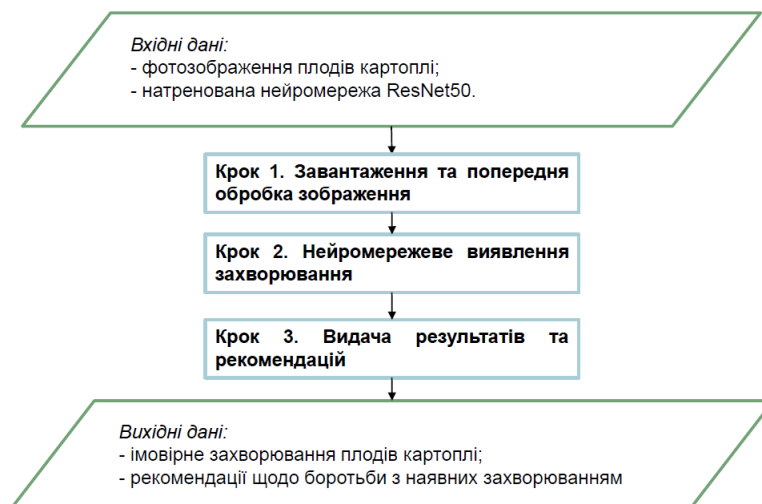 Вхідні дані:
- фотозображення плодів картоплі;
- натренована нейромережа ResNet50.
Крок 1. Завантаження та попередня
обробка зображення
Крок 2. Нейромережеве виявлення
захворювання
Крок 3. Видача результатів та
рекомендацій
Вихідні дані:
- імовірне захворювання плодів картоплі;
- рекомендації щодо боротьби з наявних захворюванням